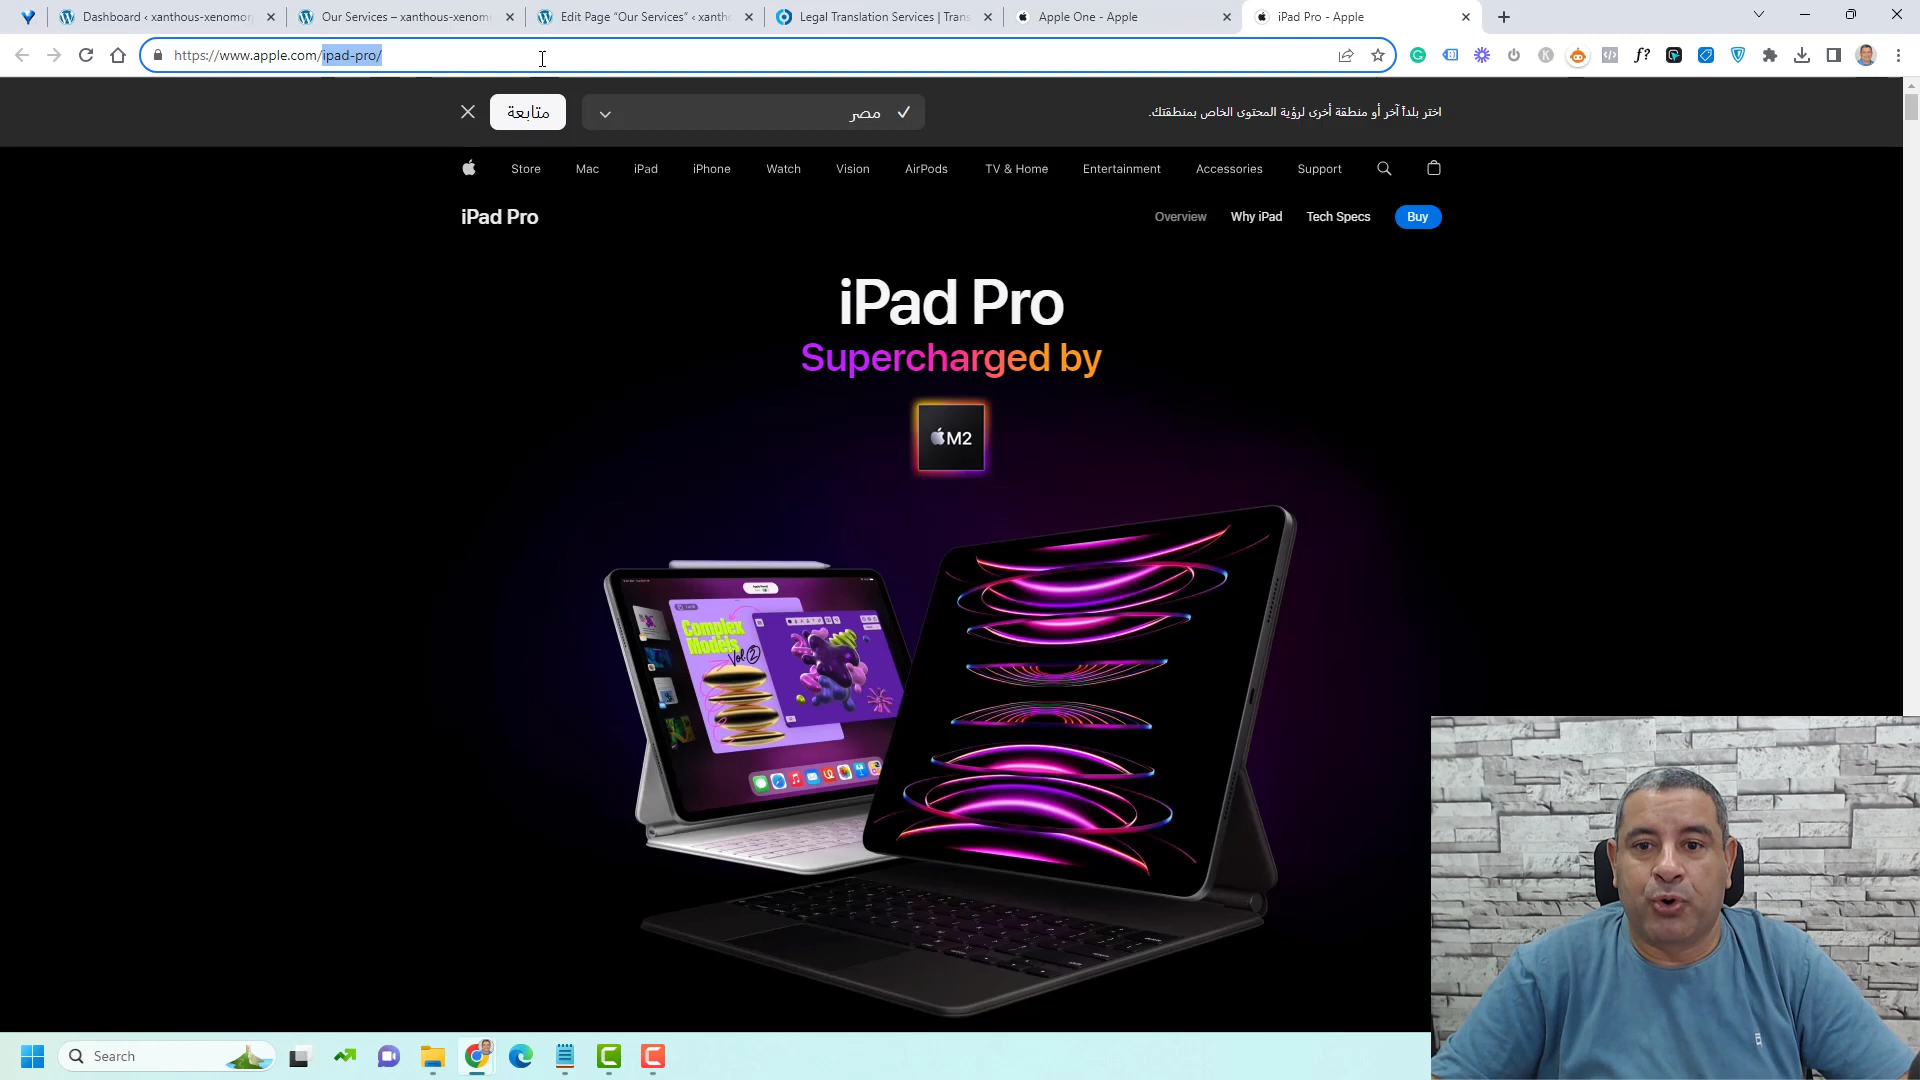 Dashboard ‹ xanthous-xenomor
Our Services – xanthous-xenom
Edit Page “Our Services” ‹ xantho
Legal Translation Services | Trans
Apple One - Apple
iPad Pro - Apple
https://www.apple.com/ipad-pro/
متابعة
مصر
اختر بلداً آخر أو منطقة أخرى لرؤية المحتوى الخاص بمنطقتك.
Store
Mac
iPad
iPhone
Watch
Vision
AirPods
TV & Home
Entertainment
Accessories
Support
iPad Pro
Overview
Why iPad
Tech Specs
Buy
iPad Pro
Supercharged by
M2
Complex
Models
Vol.2
Search